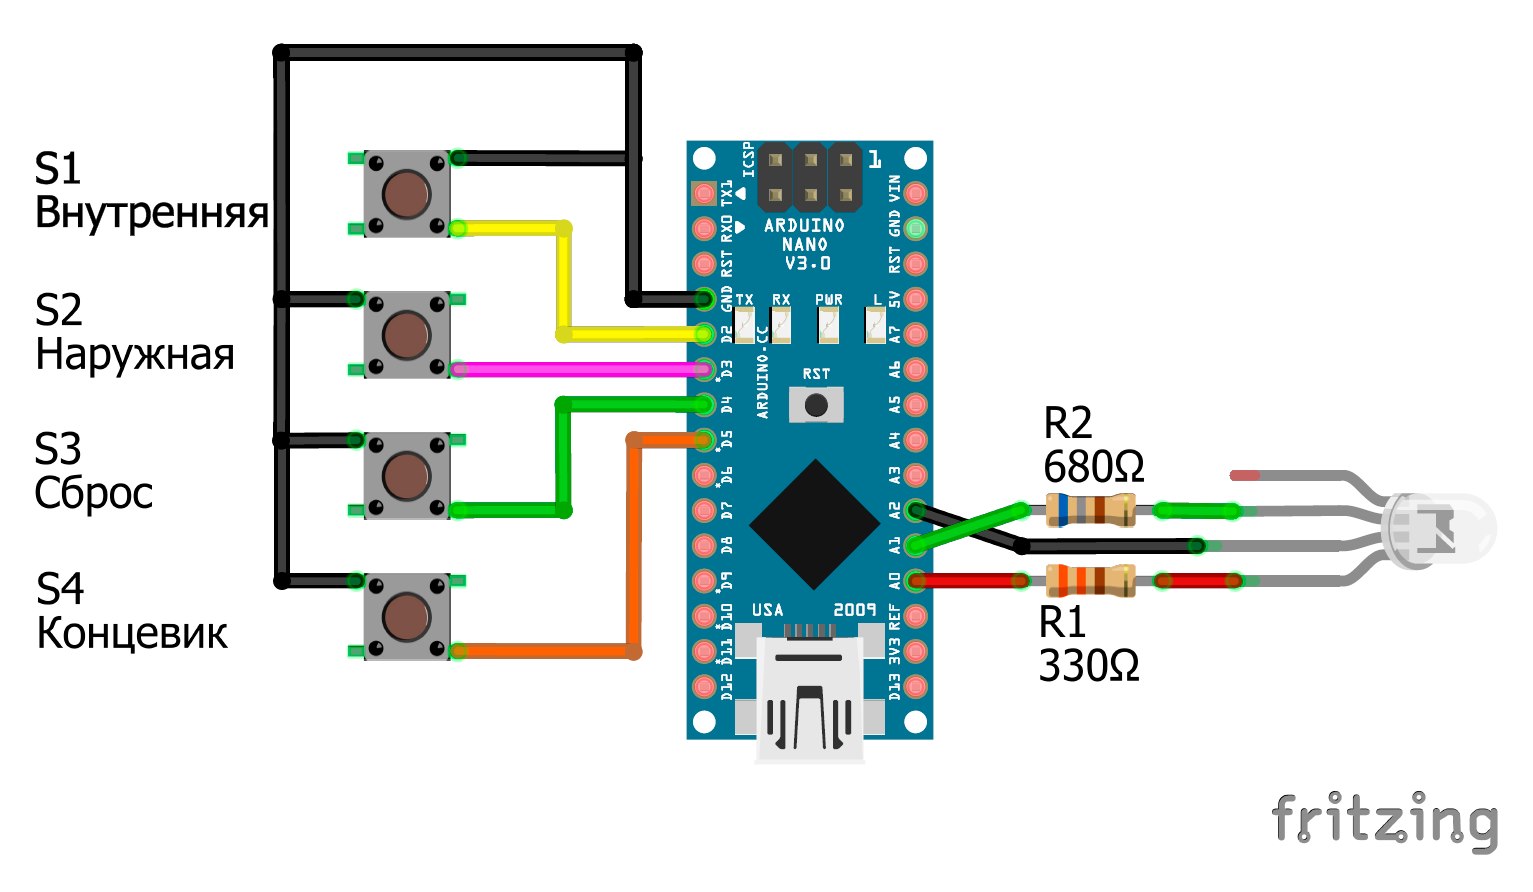 S1
Внутренняя
S2
Наружная
S3
Сброс
S4
Концевик
ICSP
1
ARDUINO
NANO
V3.0
TX
RX
PWR
L
ARDUINO.CC
RST
USA
2009
TX1
RX0
RST
GND
D2
D3
D4
D5
D6
D7
D8
D9
D10
D11
D12
VIN
GND
RST
5V
A7
A6
A5
A4
A3
A2
A1
A0
REF
3V3
D13
R2
680Ω
R1
330Ω
fritzing